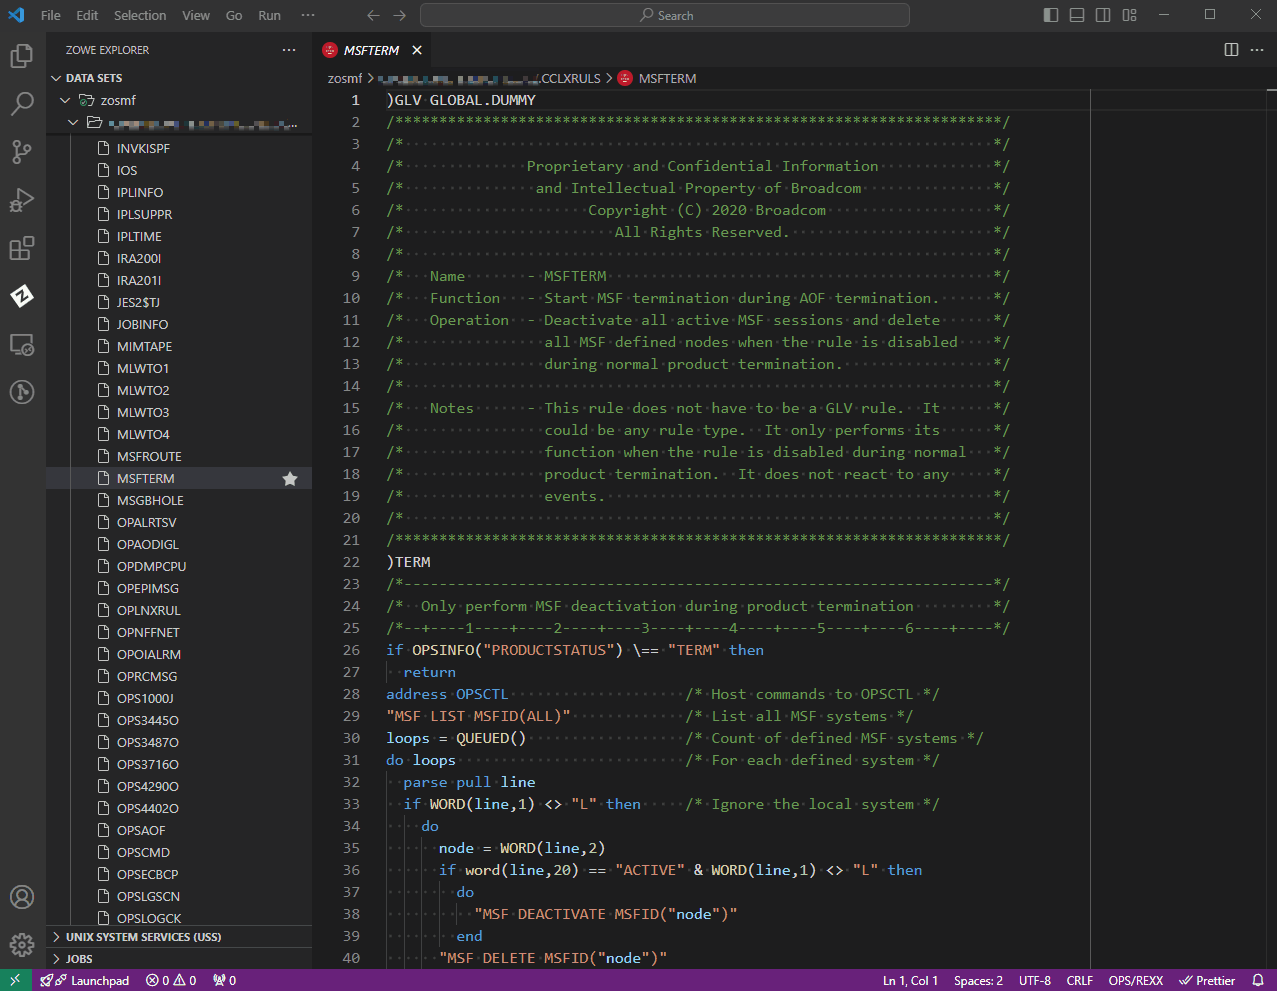 File Edit Selection View Go Run ··· Search
ZOWE EXPLORER ···
DATA SETS
zosmf
...
INVKISPF
IOS
IPLINFO
IPLSUPPR
IPLTIME
IRA200I
IRA201I
JES2$TJ
JOBINFO
MIMTAPE
MLWTO1
MLWTO2
MLWTO3
MLWTO4
MSFROUTE
MSFTERM
MSGBHOLE
OPALRTSV
OPAODIGL
OPDMPCPU
OPEPIMSG
OPLNXRUL
OPNFFNET
OPOIALRM
OPRCMSG
OPS1000J
OPS3445O
OPS3487O
OPS3716O
OPS4290O
OPS4402O
OPSAOF
OPSCMD
OPSECBCP
OPSLGSCN
OPSLOGCK
UNIX SYSTEM SERVICES (USS)
JOBS
MSFTERM
zosmf > .CCLXRULS > MSFTERM
1 )GLV GLOBAL.DUMMY
2 /*********************************************************************/
3 /* */
4 /* Proprietary and Confidential Information */
5 /* and Intellectual Property of Broadcom */
6 /* Copyright (C) 2020 Broadcom */
7 /* All Rights Reserved. */
8 /* */
9 /* Name - MSFTERM */
10 /* Function - Start MSF termination during AOF termination. */
11 /* Operation - Deactivate all active MSF sessions and delete */
12 /* all MSF defined nodes when the rule is disabled */
13 /* during normal product termination. */
14 /* */
15 /* Notes - This rule does not have to be a GLV rule. It */
16 /* could be any rule type. It only performs its */
17 /* function when the rule is disabled during normal */
18 /* product termination. It does not react to any */
19 /* events. */
20 /* */
21 /*********************************************************************/
22 )TERM
23 /*-------------------------------------------------------------------*/
24 /* Only perform MSF deactivation during product termination */
25 /*--+----1----+----2----+----3----+----4----+----5----+----6----+----*/
26 if OPSINFO("PRODUCTSTATUS") \== "TERM" then
27 return
28 address OPSCTL /* Host commands to OPSCTL */
29 "MSF LIST MSFID(ALL)" /* List all MSF systems */
30 loops = QUEUED() /* Count of defined MSF systems */
31 do loops /* For each defined system */
32 parse pull line
33 if WORD(line,1) <> "L" then /* Ignore the local system */
34 do
35 node = WORD(line,2)
36 if word(line,20) == "ACTIVE" & WORD(line,1) <> "L" then
37 do
38 "MSF DEACTIVATE MSFID("node")"
39 end
40 "MSF DELETE MSFID("node")"
Launchpad 0 0 0 Ln 1, Col 1 Spaces: 2 UTF-8 CRLF OPS/REXX Prettier